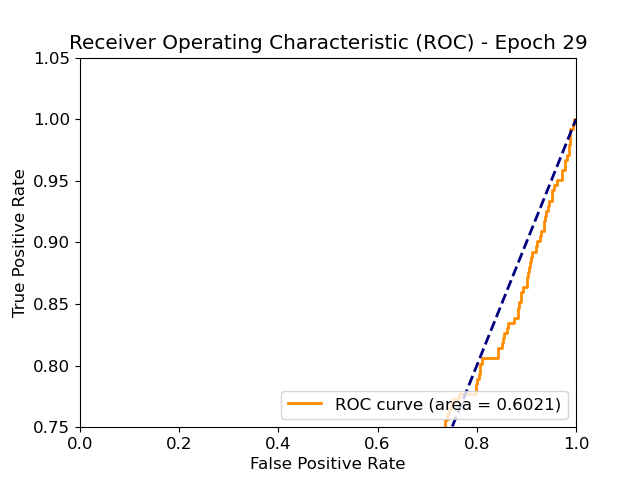 Receiver Operating Characteristic (ROC) - Epoch 29
1.05
1.00
0.95
0.90
0.85
0.80
0.75
True Positive Rate
ROC curve (area = 0.6021)
0.0 0.2 0.4 0.6 0.8 1.0
False Positive Rate